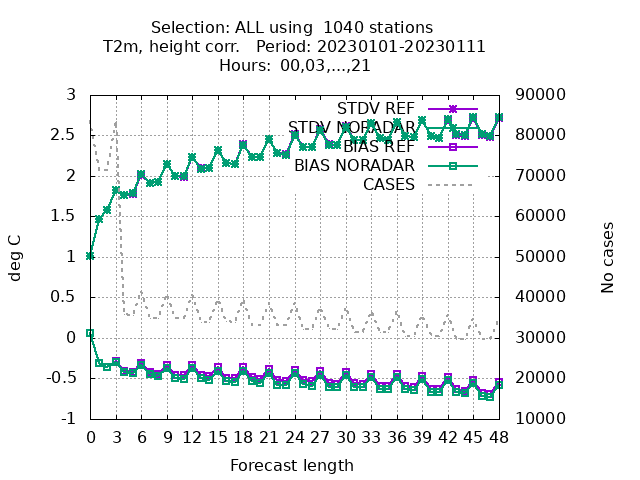 Selection: ALL using  1040 stations
T2m, height corr.   Period: 20230101-20230111
Hours:  00,03,...,21
3 90000
STDV REF
2.5 STDV NORADAR 80000
BIAS REF
2 BIAS NORADAR 70000
CASES
1.5 60000
1 50000
0.5 40000
0 30000
-0.5 20000
-1 10000
deg C
No cases
0 3 6 9 12 15 18 21 24 27 30 33 36 39 42 45 48
Forecast length